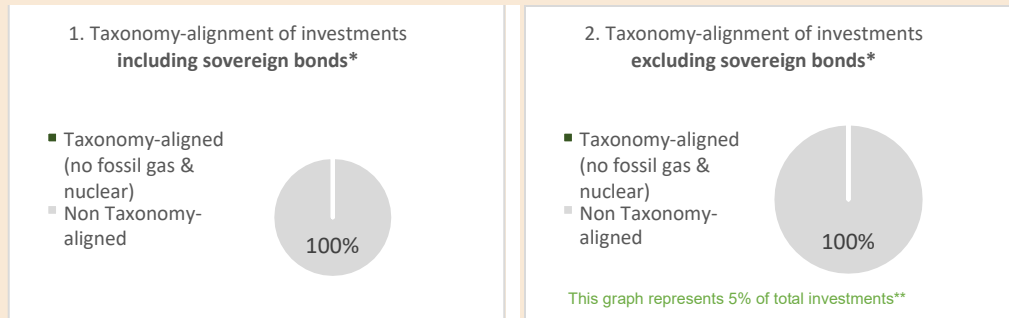 1. Taxonomy-alignment of investments
including sovereign bonds*
Taxonomy-aligned
(no fossil gas &
nuclear)
Non Taxonomy-
aligned
100%
2. Taxonomy-alignment of investments
excluding sovereign bonds*
Taxonomy-aligned
(no fossil gas &
nuclear)
Non Taxonomy-
aligned
100%
This graph represents 5% of total investments**